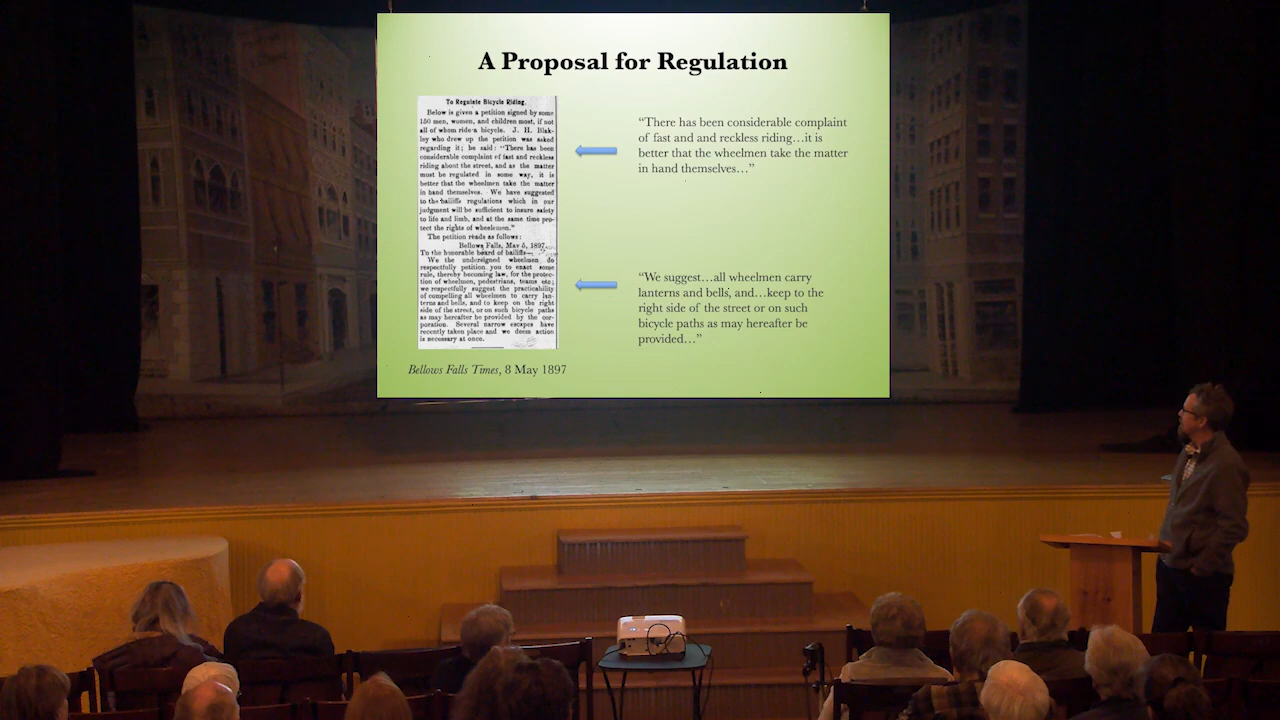 A Proposal for Regulation
To Regulate Bicycle Riding.
Below is given a petition signed by some
150 men, women, and children most, if not
all of whom ride a bicycle. J. H. Blak-
ley who drew up the petition was asked
regarding it; he said: "There has been
considerable complaint of fast and reckless
riding about the street, and as the matter
must be regulated in some way, it is
better that the wheelmen take the matter
in hand themselves. We have suggested
to the bailiffs regulations which in our
judgment will be sufficient to insure safety
to life and limb, and at the same time pro-
tect the rights of wheelmen."
The petition reads as follows:
Bellows Falls, May 5, 1897.
To the honorable board of bailiffs—
We the undersigned wheelmen do
respectfully petition you to enact some
rule, thereby becoming law, for the protec-
tion of wheelmen, pedestrians, teams etc;
we respectfully suggest the practicability
of compelling all wheelmen to carry lan-
terns and bells, and to keep on the right
side of the street, or on such bicycle paths
as may hereafter be provided by the cor-
poration. Several narrow escapes have
recently taken place and we deem action
is necessary at once.
Bellows Falls Times, 8 May 1897
“There has been considerable complaint
of fast and and reckless riding…it is
better that the wheelmen take the matter
in hand themselves…”
“We suggest…all wheelmen carry
lanterns and bells, and…keep to the
right side of the street or on such
bicycle paths as may hereafter be
provided…”